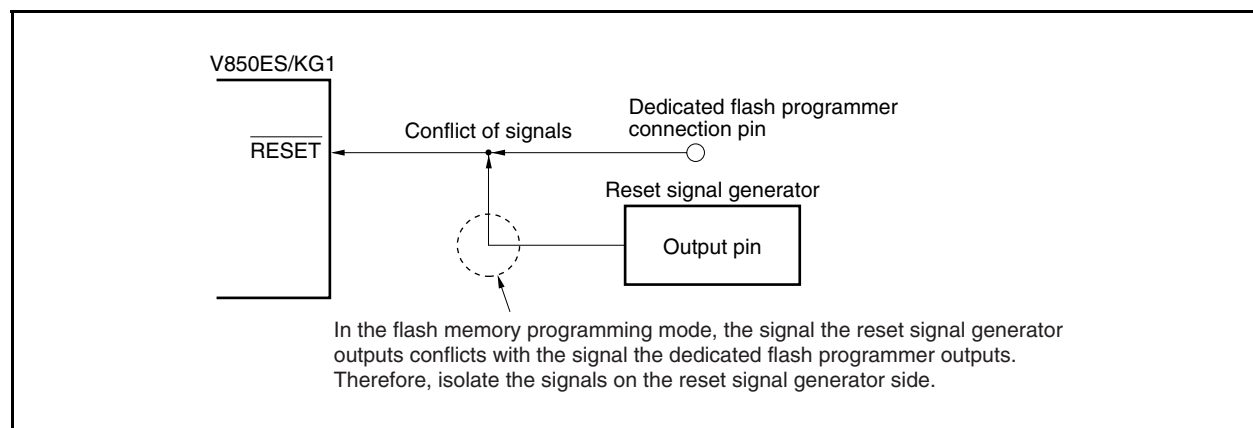 V850ES/KG1
Dedicated flash programmer
connection pin
Conflict of signals
RESET
Reset signal generator
Output pin
In the flash memory programming mode, the signal the reset signal generator
outputs conflicts with the signal the dedicated flash programmer outputs.
Therefore, isolate the signals on the reset signal generator side.